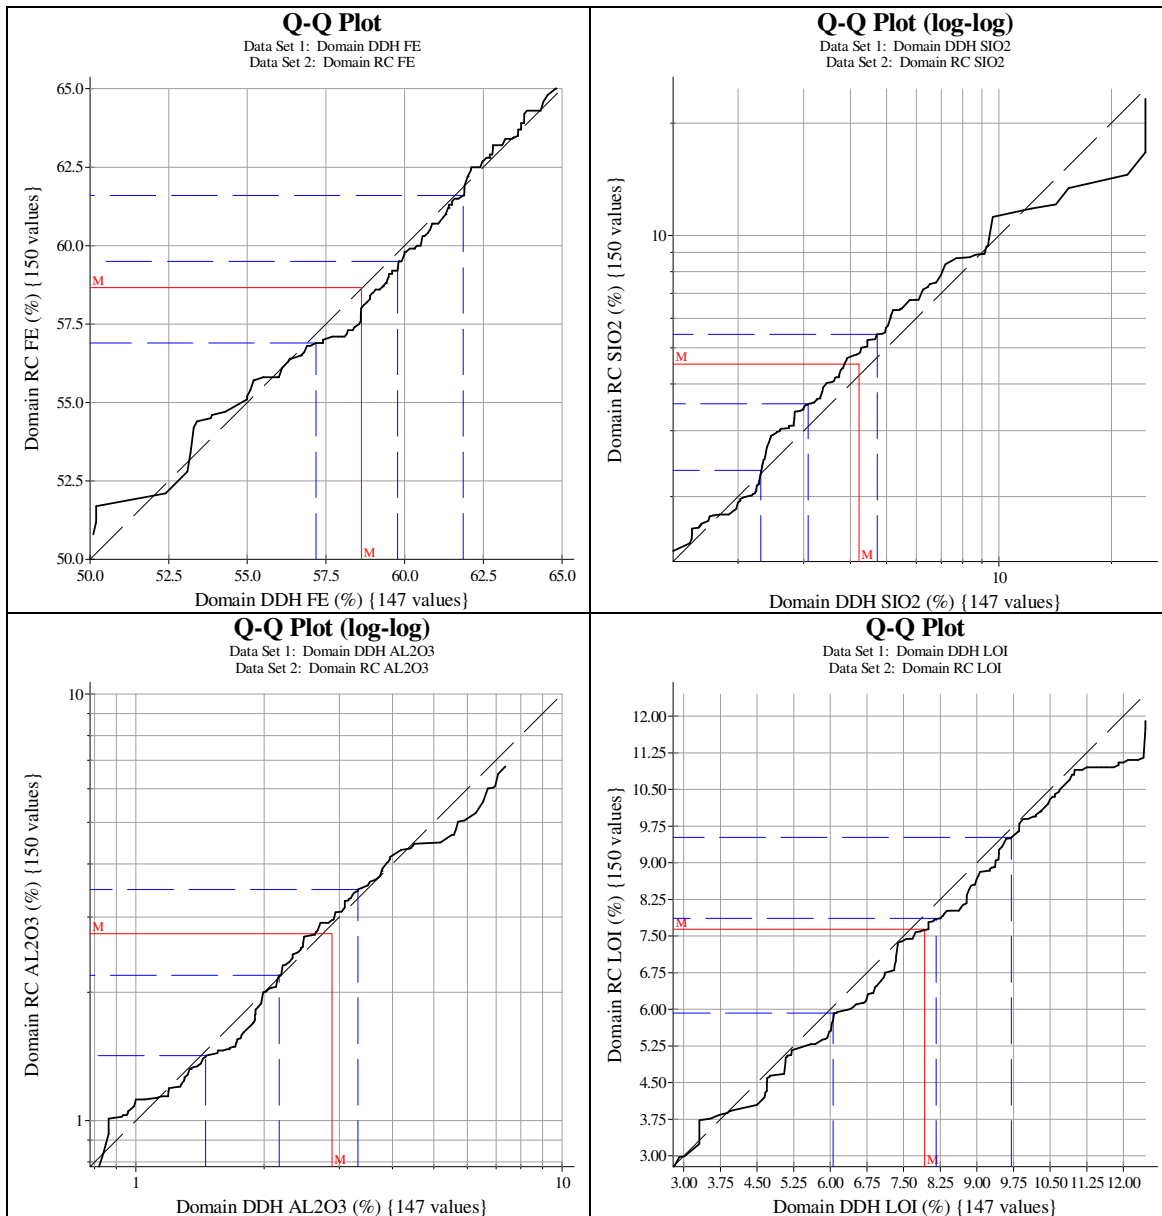 Q-Q Plot
Data Set 1: Domain DDH FE
Data Set 2: Domain RC FE
65.0
62.5
60.0
57.5
55.0
52.5
50.0
Domain RC FE (%) {150 values}
M
M
50.0 52.5 55.0 57.5 60.0 62.5 65.0
Domain DDH FE (%) {147 values}
Q-Q Plot (log-log)
Data Set 1: Domain DDH SIO2
Data Set 2: Domain RC SIO2
10
Domain RC SIO2 (%) {150 values}
M
M
10
Domain DDH SIO2 (%) {147 values}
Q-Q Plot (log-log)
Data Set 1: Domain DDH AL2O3
Data Set 2: Domain RC AL2O3
10
1
Domain RC AL2O3 (%) {150 values}
M
M
1 10
Domain DDH AL2O3 (%) {147 values}
Q-Q Plot
Data Set 1: Domain DDH LOI
Data Set 2: Domain RC LOI
12.00
11.25
10.50
9.75
9.00
8.25
7.50
6.75
6.00
5.25
4.50
3.75
3.00
Domain RC LOI (%) {150 values}
M
M
3.00 3.75 4.50 5.25 6.00 6.75 7.50 8.25 9.00 9.75 10.50 11.25 12.00
Domain DDH LOI (%) {147 values}